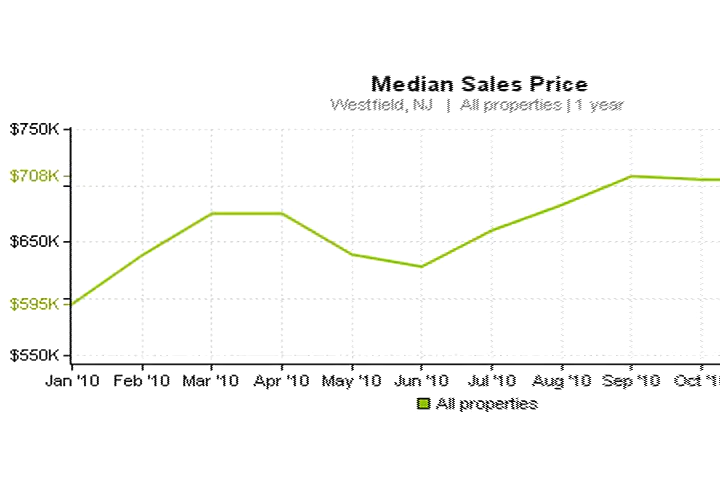 Median Sales Price
Westfield, NJ | All properties | 1 year
$750K
$708K
$650K
$595K
$550K
Jan '10 Feb '10 Mar '10 Apr '10 May '10 Jun '10 Jul '10 Aug '10 Sep '10 Oct '1
All properties